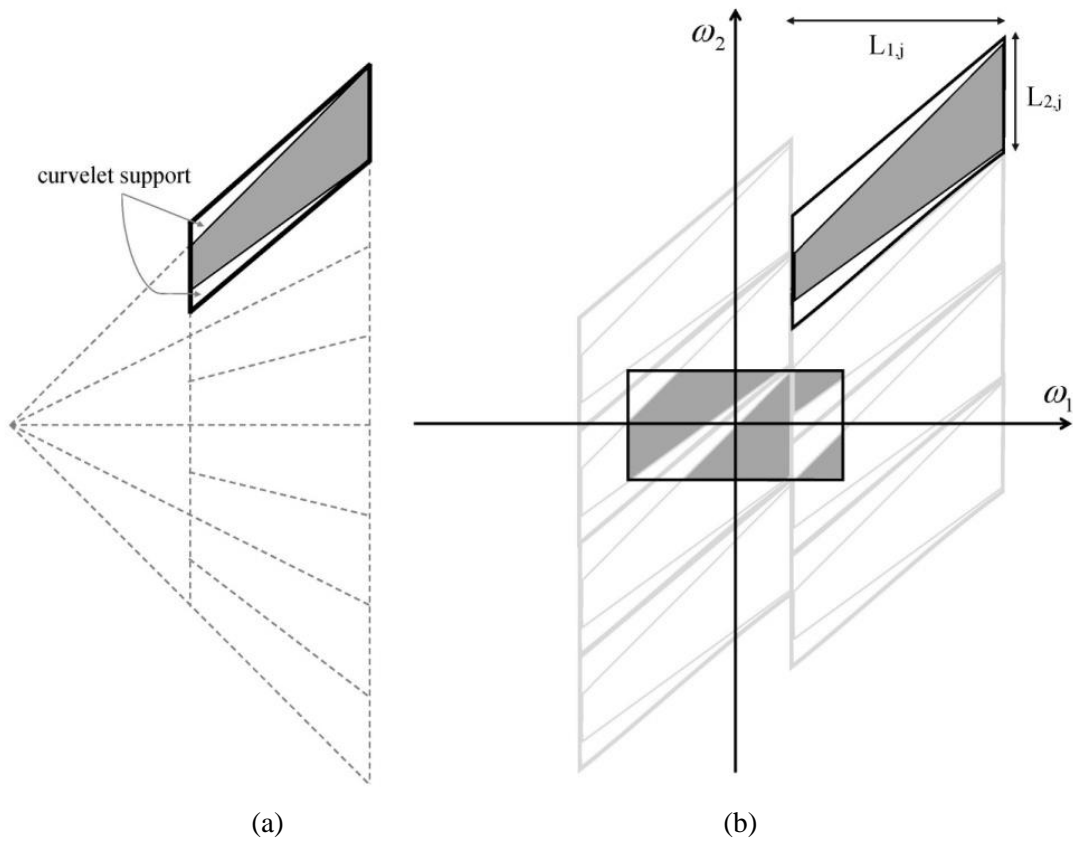 curvelet support
ω₂
L₁,ⱼ
L₂,ⱼ
ω₁
(a)
(b)